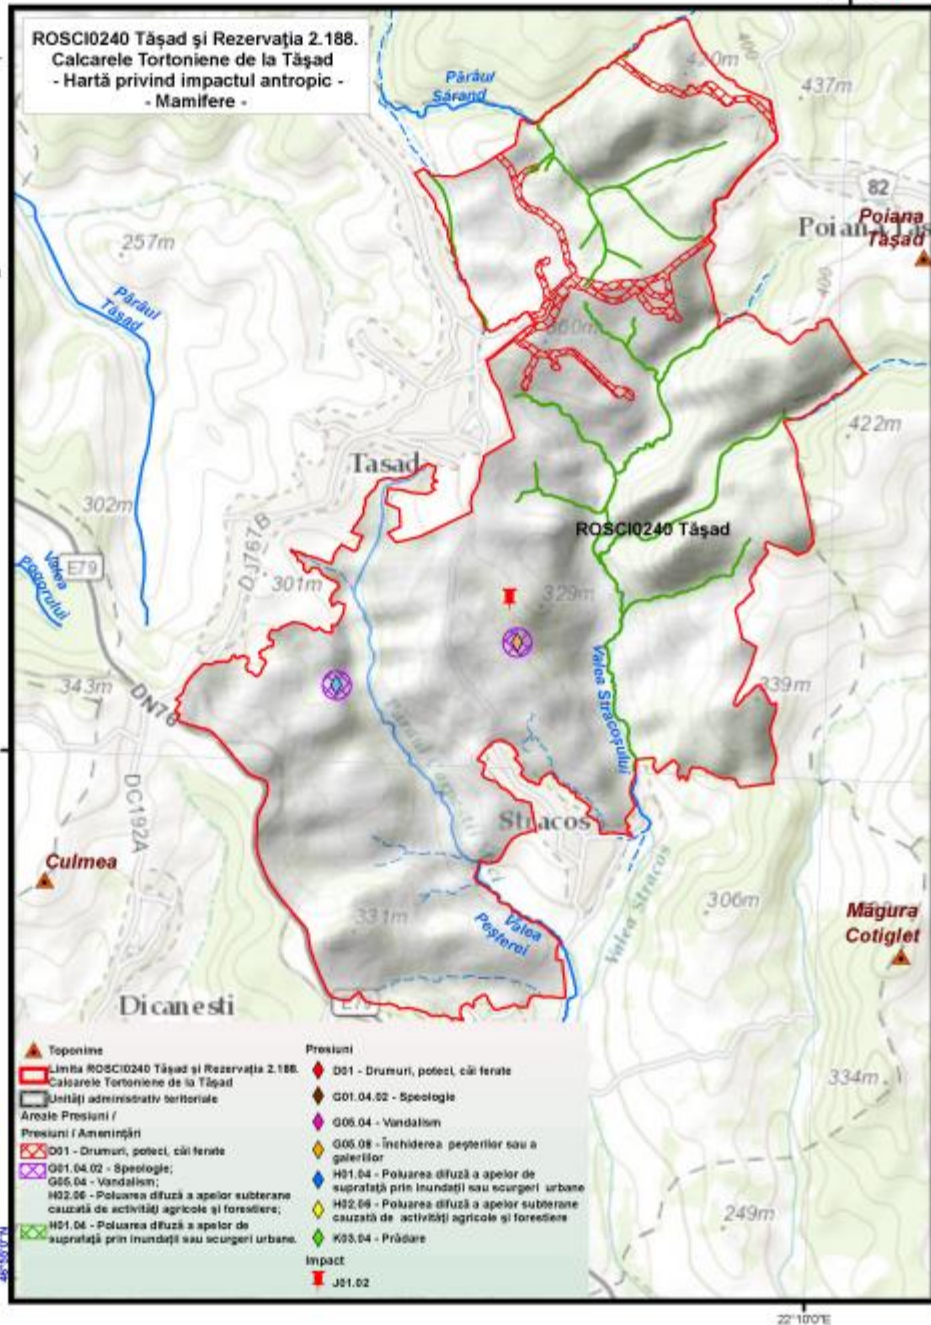 ROSCI0240 Tășad și Rezervația 2.188.
Calcarele Tortoniene de la Tășad
- Hartă privind impactul antropic -
- Mamifere -
Pârâul
Sărand
400
420m
437m
82
Poiana
Tășad
257m
Pârâul
Tășad
400
360m
422m
Tasad
302m
DJ767B
ROSCI0240 Tășad
E79
Valea
301m
329m
343m
DN76
Valea Stracoșului
339m
DC192A
Stracos
Culmea
Valea Stracos
306m
Măgura
Cotigleț
331m
Valea
Peșterei
Dicanesti
334m
249m
Toponime
Limita ROSCI0240 Tășad și Rezervația 2.188.
Calcarele Tortoniene de la Tășad
Unități administrativ teritoriale
Areale Presiuni /
Presiuni / Amenințări
D01 - Drumuri, poteci, căi ferate
G01.04.02 - Speologie;
G05.04 - Vandalism;
H02.06 - Poluarea difuză a apelor subterane
cauzată de activități agricole și forestiere;
H01.04 - Poluarea difuză a apelor de
suprafață prin inundații sau scurgeri urbane.
Presiuni
D01 - Drumuri, poteci, căi ferate
G01.04.02 - Speologie
G05.04 - Vandalism
G05.08 - Închiderea peșterilor sau a
galeriilor
H01.04 - Poluarea difuză a apelor de
suprafață prin inundații sau scurgeri urbane
H02.06 - Poluarea difuză a apelor subterane
cauzată de activități agricole și forestiere
K03.04 - Prădare
Impact
J01.02
22°10'0"E